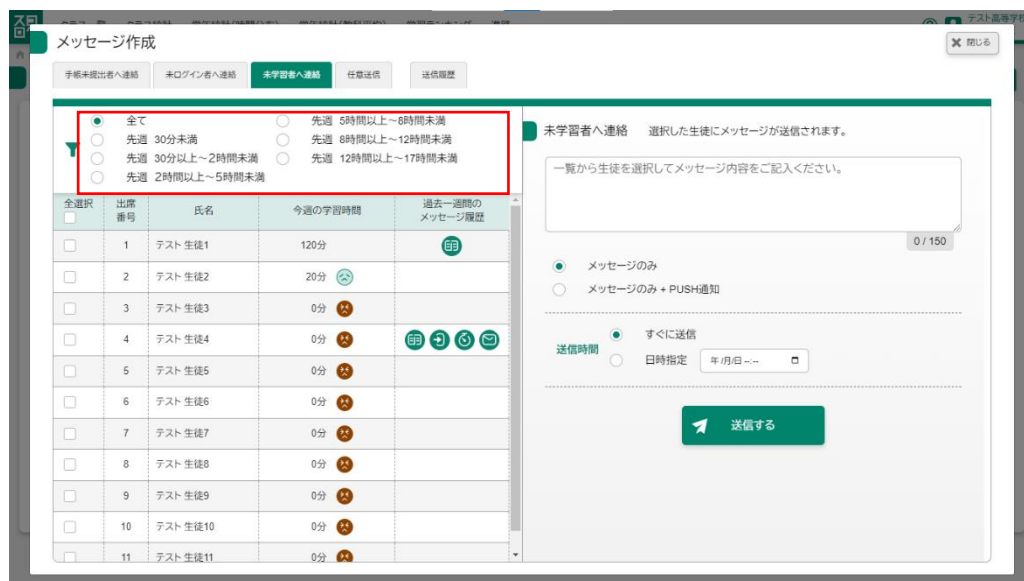 テスト高等学校
メッセージ作成
✖ 閉じる
手帳未提出者へ連絡 未ログイン者へ連絡 未学習者へ連絡 任意送信 送信履歴
全て
先週 30分未満
先週 30分以上～2時間未満
先週 2時間以上～5時間未満
先週 5時間以上～8時間未満
先週 8時間以上～12時間未満
先週 12時間以上～17時間未満
全選択 出席番号 氏名 今週の学習時間 過去一週間のメッセージ履歴
1 テスト 生徒1 120分
2 テスト 生徒2 20分
3 テスト 生徒3 0分
4 テスト 生徒4 0分
5 テスト 生徒5 0分
6 テスト 生徒6 0分
7 テスト 生徒7 0分
8 テスト 生徒8 0分
9 テスト 生徒9 0分
10 テスト 生徒10 0分
11 テスト 生徒11 0分
未学習者へ連絡 選択した生徒にメッセージが送信されます。
一覧から生徒を選択してメッセージ内容をご記入ください。
0 / 150
メッセージのみ
メッセージのみ + PUSH通知
送信時間
すぐに送信
日時指定 年/月/日 --:--
送信する